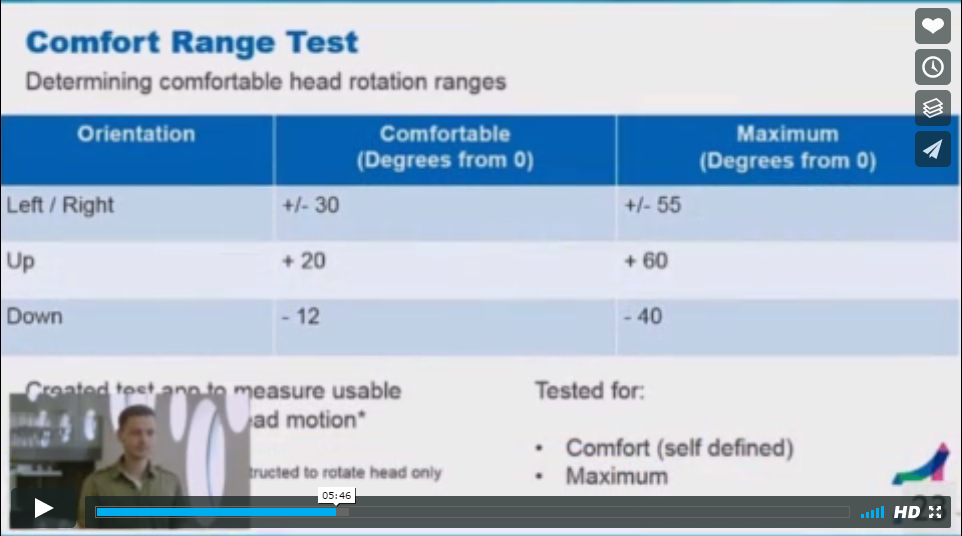 Comfort Range Test
Determining comfortable head rotation ranges
Orientation
Comfortable
(Degrees from 0)
Maximum
(Degrees from 0)
Left / Right
+/- 30
+/- 55
Up
+ 20
+ 60
Down
- 12
- 40
Created test app to measure usable
ad motion*
tructed to rotate head only
Tested for:
• Comfort (self defined)
• Maximum
23
05:46
HD